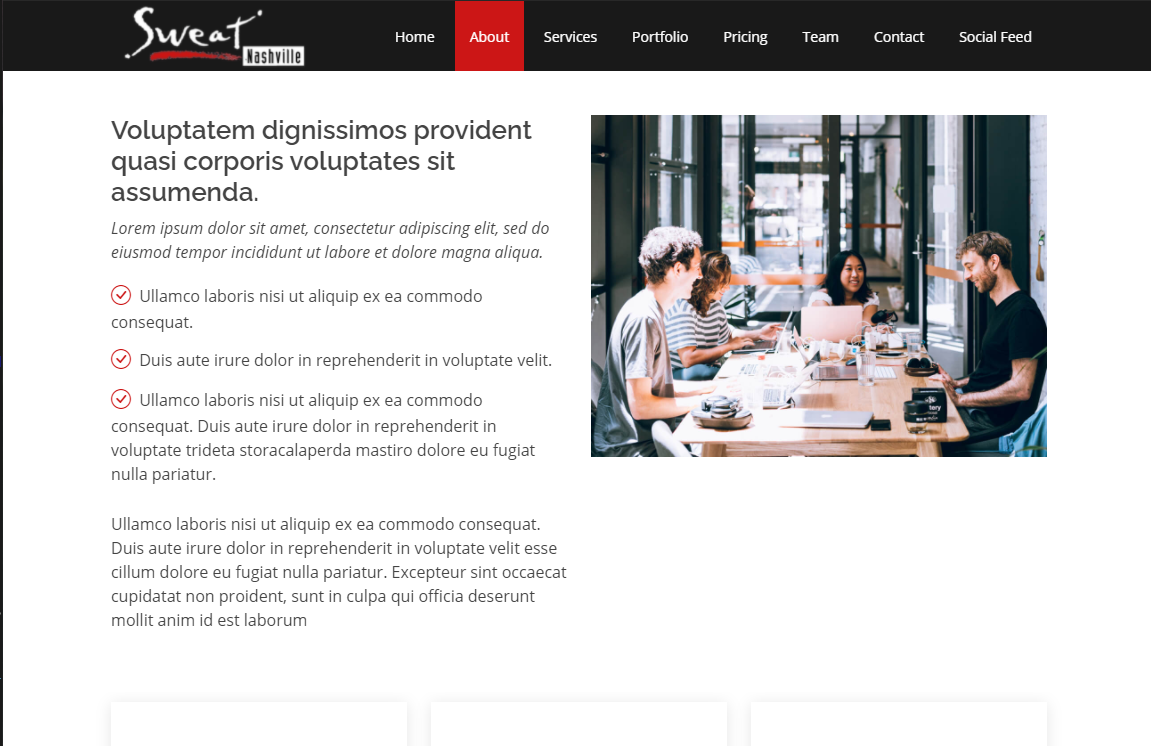 Sweat
Nashville
Home About Services Portfolio Pricing Team Contact Social Feed
Voluptatem dignissimos provident
quasi corporis voluptates sit
assumenda.
Lorem ipsum dolor sit amet, consectetur adipiscing elit, sed do
eiusmod tempor incididunt ut labore et dolore magna aliqua.
Ullamco laboris nisi ut aliquip ex ea commodo
consequat.
Duis aute irure dolor in reprehenderit in voluptate velit.
Ullamco laboris nisi ut aliquip ex ea commodo
consequat. Duis aute irure dolor in reprehenderit in
voluptate trideta storacalaperda mastiro dolore eu fugiat
nulla pariatur.
Ullamco laboris nisi ut aliquip ex ea commodo consequat.
Duis aute irure dolor in reprehenderit in voluptate velit esse
cillum dolore eu fugiat nulla pariatur. Excepteur sint occaecat
cupidatat non proident, sunt in culpa qui officia deserunt
mollit anim id est laborum